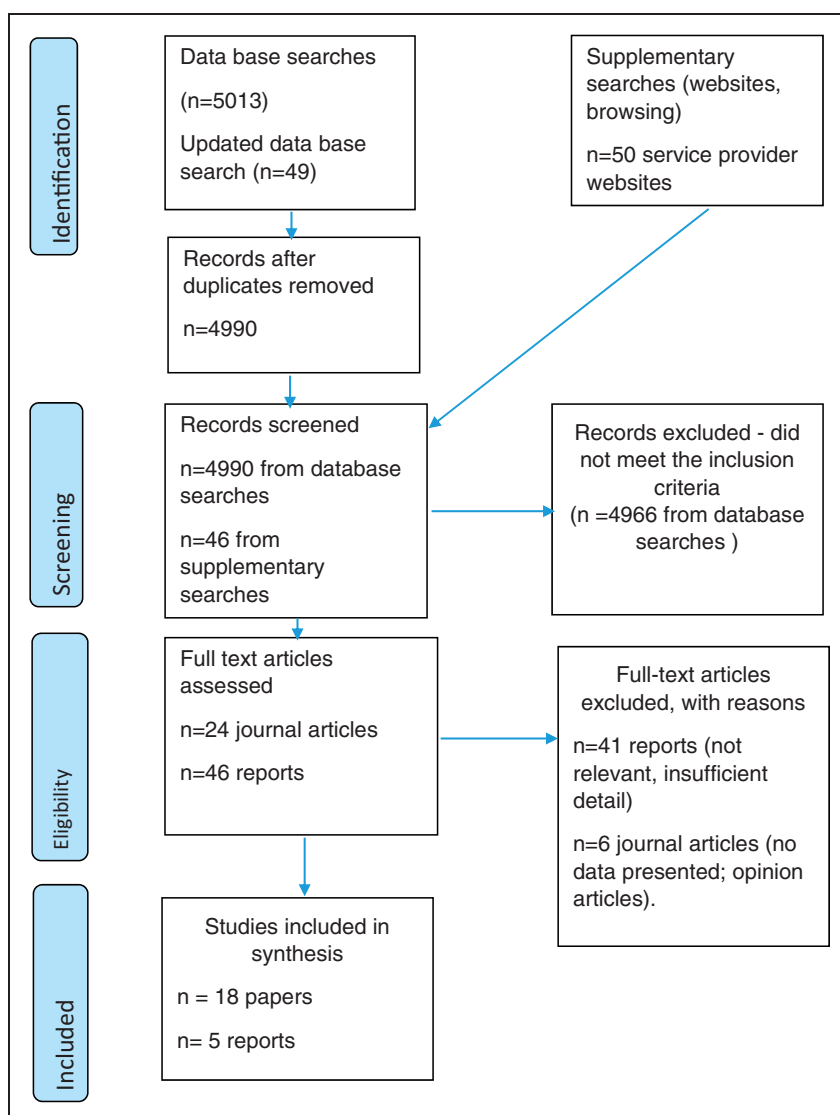 Identification
Data base searches
(n=5013)
Updated data base
search (n=49)
Supplementary
searches (websites,
browsing)
n=50 service provider
websites
Records after
duplicates removed
n=4990
Screening
Records screened
n=4990 from database
searches
n=46 from
supplementary
searches
Records excluded - did
not meet the inclusion
criteria
(n =4966 from database
searches )
Eligibility
Full text articles
assessed
n=24 journal articles
n=46 reports
Full-text articles
excluded, with reasons
n=41 reports (not
relevant, insufficient
detail)
n=6 journal articles (no
data presented; opinion
articles).
Included
Studies included in
synthesis
n = 18 papers
n= 5 reports